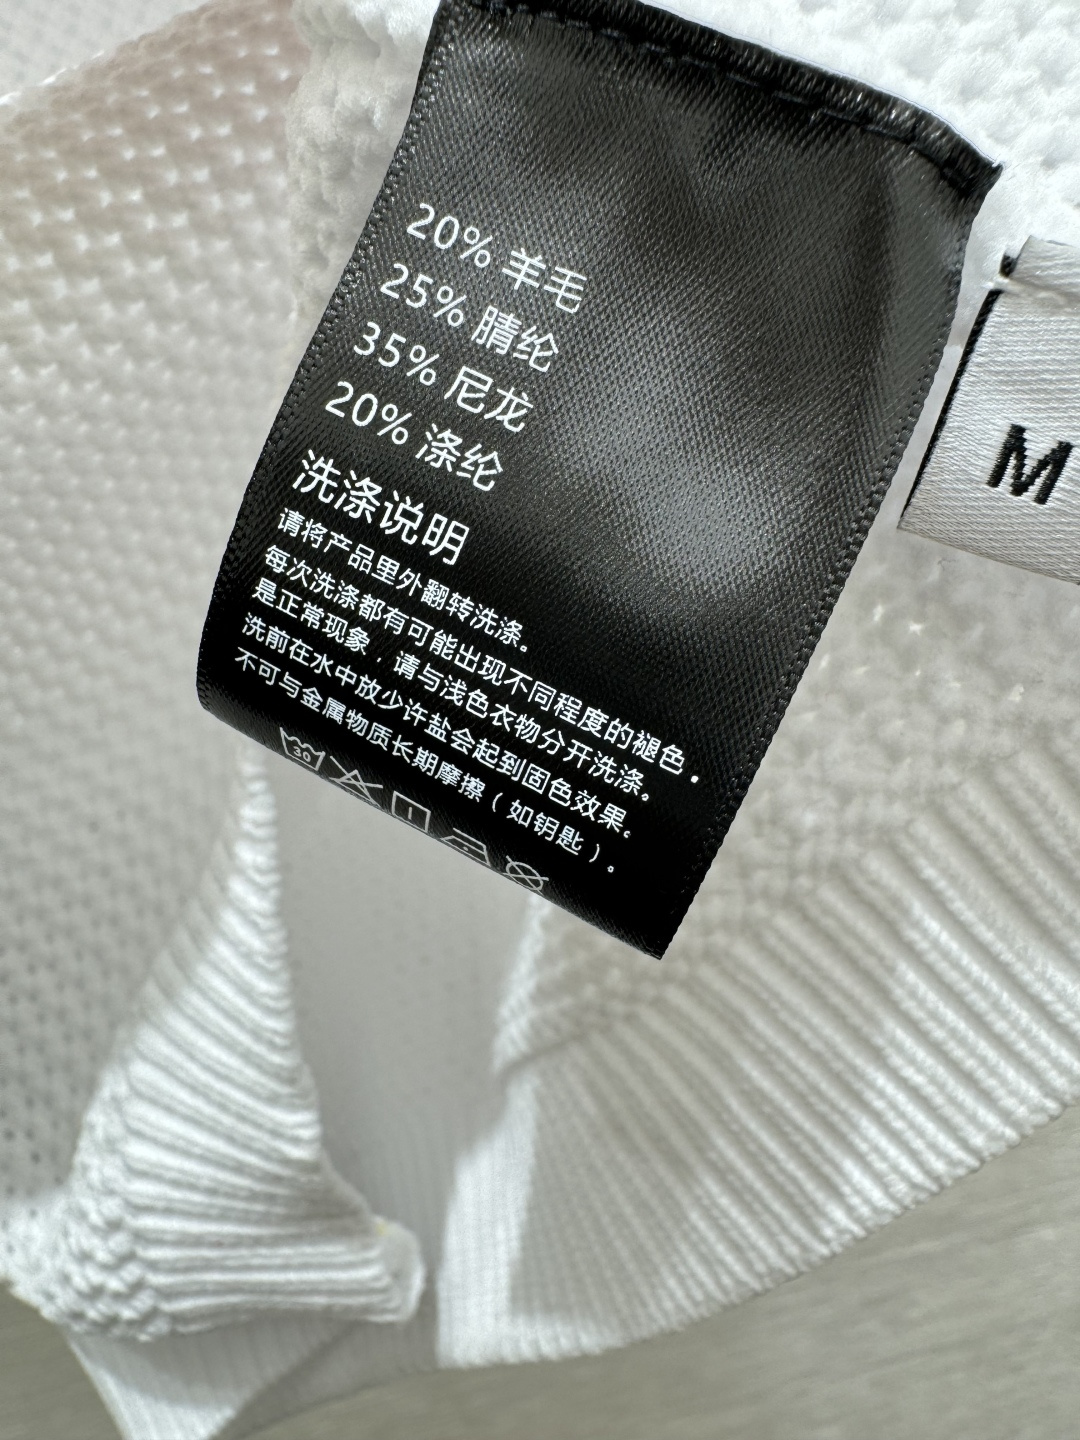 20% 羊毛
25% 腈纶
35% 尼龙
20% 涤纶
洗涤说明
请将产品里外翻转洗涤。
每次洗涤都有可能出现不同程度的褪色，
是正常现象，请与浅色衣物分开洗涤。
洗前在水中放少许盐会起到固色效果。
不可与金属物质长期摩擦（如钥匙）。
30
M